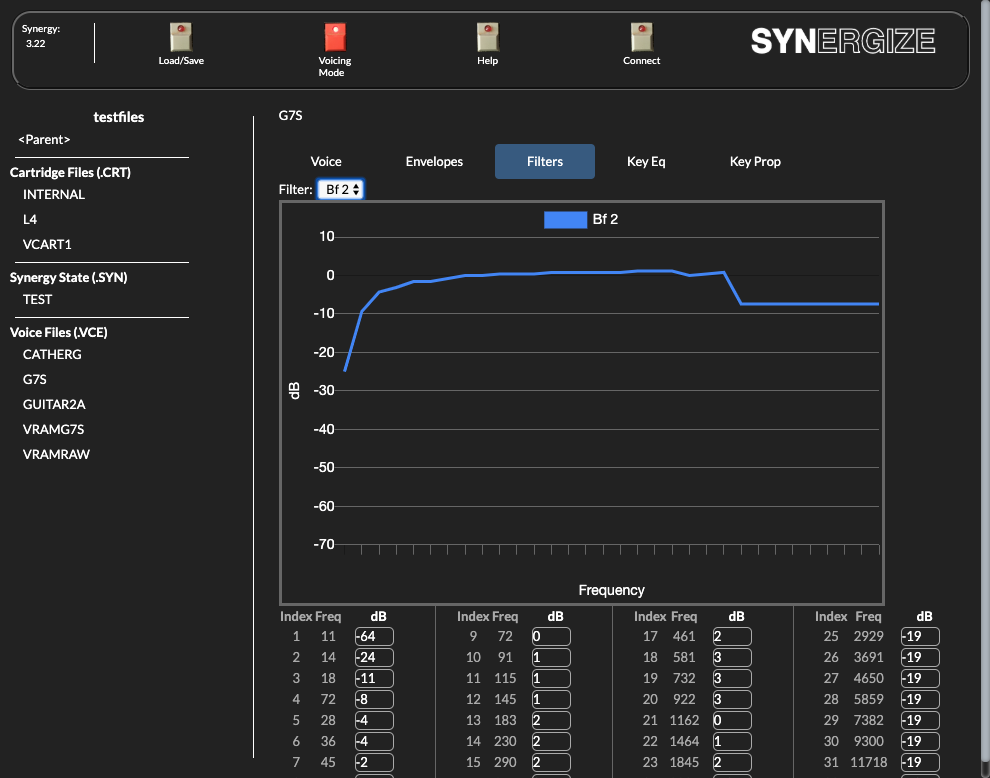 Synergy:
3.22
Load/Save
Voicing
Mode
Help
Connect
SYNERGIZE
testfiles
<Parent>
Cartridge Files (.CRT)
INTERNAL
L4
VCART1
Synergy State (.SYN)
TEST
Voice Files (.VCE)
CATHERG
G7S
GUITAR2A
VRAMG7S
VRAMRAW
G7S
Voice Envelopes Filters Key Eq Key Prop
Filter: Bf 2
Bf 2
10
0
-10
-20
-30
-40
-50
-60
-70
dB
Frequency
Index Freq dB Index Freq dB Index Freq dB Index Freq dB
1 11 -64 9 72 0 17 461 2 25 2929 -19
2 14 -24 10 91 1 18 581 3 26 3691 -19
3 18 -11 11 115 1 19 732 3 27 4650 -19
4 72 -8 12 145 1 20 922 3 28 5859 -19
5 28 -4 13 183 2 21 1162 0 29 7382 -19
6 36 -4 14 230 2 22 1464 1 30 9300 -19
7 45 -2 15 290 2 23 1845 2 31 11718 -19